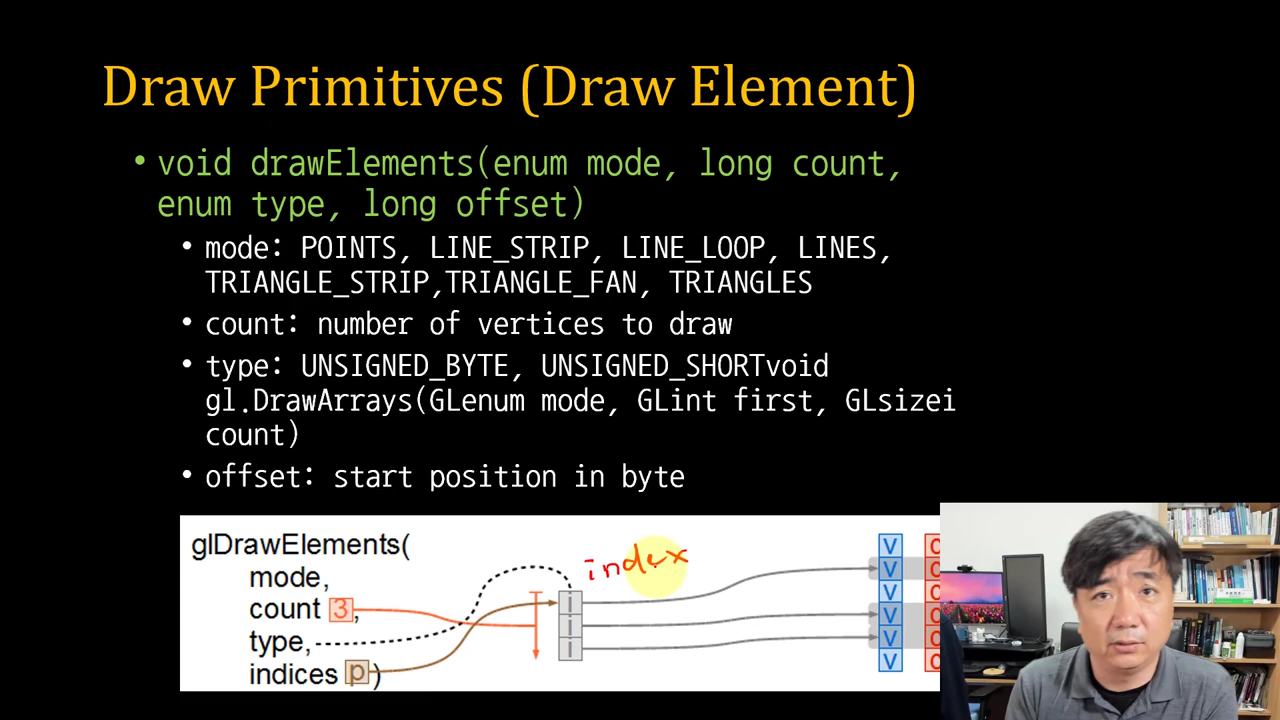 Draw Primitives (Draw Element)
• void drawElements(enum mode, long count,
enum type, long offset)
• mode: POINTS, LINE_STRIP, LINE_LOOP, LINES,
TRIANGLE_STRIP,TRIANGLE_FAN, TRIANGLES
• count: number of vertices to draw
• type: UNSIGNED_BYTE, UNSIGNED_SHORTvoid
gl.DrawArrays(GLenum mode, GLint first, GLsizei
count)
• offset: start position in byte
glDrawElements(
mode,
count 3,
type,
indices p)
index
i
i
i
V
V
V
V
V
V